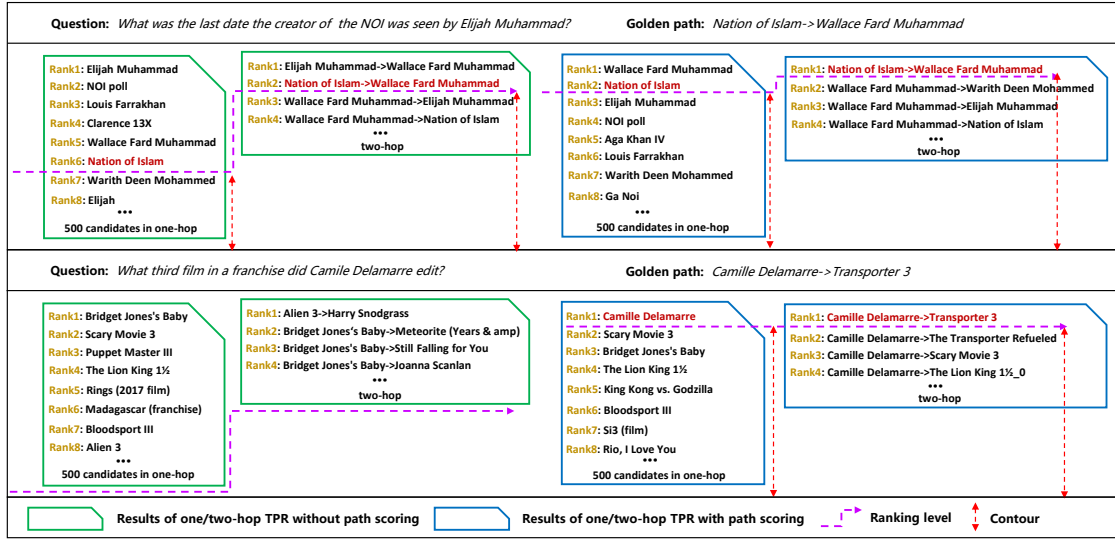 Question: What was the last date the creator of the NOI was seen by Elijah Muhammad?
Golden path: Nation of Islam->Wallace Fard Muhammad
Rank1: Elijah Muhammad
Rank2: NOI poll
Rank3: Louis Farrakhan
Rank4: Clarence 13X
Rank5: Wallace Fard Muhammad
Rank6: Nation of Islam
Rank7: Warith Deen Mohammed
Rank8: Elijah
•••
500 candidates in one-hop
Rank1: Elijah Muhammad->Wallace Fard Muhammad
Rank2: Nation of Islam->Wallace Fard Muhammad
Rank3: Wallace Fard Muhammad->Elijah Muhammad
Rank4: Wallace Fard Muhammad->Nation of Islam
•••
two-hop
Rank1: Wallace Fard Muhammad
Rank2: Nation of Islam
Rank3: Elijah Muhammad
Rank4: NOI poll
Rank5: Aga Khan IV
Rank6: Louis Farrakhan
Rank7: Warith Deen Mohammed
Rank8: Ga Noi
•••
500 candidates in one-hop
Rank1: Nation of Islam->Wallace Fard Muhammad
Rank2: Wallace Fard Muhammad->Warith Deen Mohammed
Rank3: Wallace Fard Muhammad->Elijah Muhammad
Rank4: Wallace Fard Muhammad->Nation of Islam
•••
two-hop
Question: What third film in a franchise did Camile Delamarre edit?
Golden path: Camille Delamarre->Transporter 3
Rank1: Bridget Jones's Baby
Rank2: Scary Movie 3
Rank3: Puppet Master III
Rank4: The Lion King 1½
Rank5: Rings (2017 film)
Rank6: Madagascar (franchise)
Rank7: Bloodsport III
Rank8: Alien 3
•••
500 candidates in one-hop
Rank1: Alien 3->Harry Snodgrass
Rank2: Bridget Jones's Baby->Meteorite (Years & amp)
Rank3: Bridget Jones's Baby->Still Falling for You
Rank4: Bridget Jones's Baby->Joanna Scanlan
•••
two-hop
Rank1: Camille Delamarre
Rank2: Scary Movie 3
Rank3: Bridget Jones's Baby
Rank4: The Lion King 1½
Rank5: King Kong vs. Godzilla
Rank6: Bloodsport III
Rank7: Si3 (film)
Rank8: Rio, I Love You
•••
500 candidates in one-hop
Rank1: Camille Delamarre->Transporter 3
Rank2: Camille Delamarre->The Transporter Refueled
Rank3: Camille Delamarre->Scary Movie 3
Rank4: Camille Delamarre->The Lion King 1½_0
•••
two-hop
Results of one/two-hop TPR without path scoring
Results of one/two-hop TPR with path scoring
Ranking level
Contour